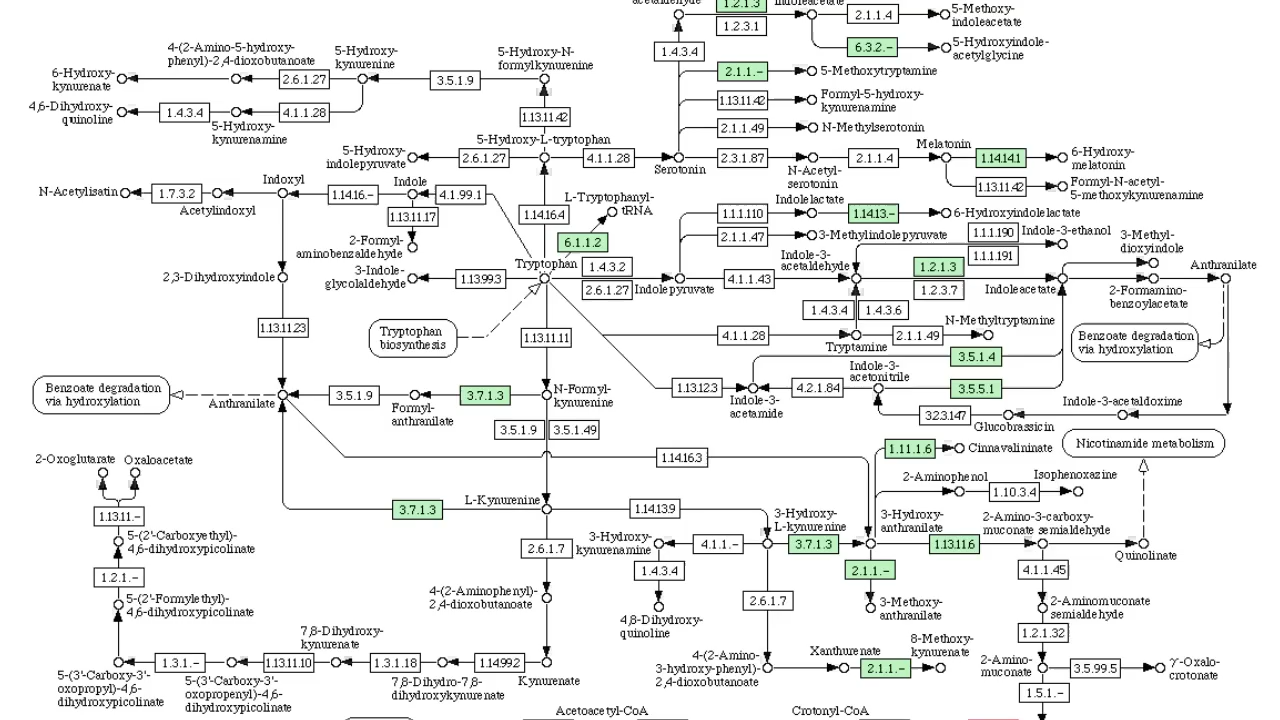 acetaldehyde
1.2.1.3
Indoleacetate
1.2.3.1
2.1.1.4
5-Methoxy-
indoleacetate
1.4.3.4
6.3.2.-
5-Hydroxyindole-
acetylglycine
4-(2-Amino-5-hydroxy-
phenyl)-2,4-dioxobutanoate
5-Hydroxy-
kynurenine
5-Hydroxy-N-
formylkynurenine
6-Hydroxy-
kynurenate
2.6.1.27
3.5.1.9
2.1.1.-
5-Methoxytryptamine
4,6-Dihydroxy-
quinoline
1.4.3.4
4.1.1.28
5-Hydroxy-
kynurenamine
1.13.11.42
1.13.11.42
Formyl-5-hydroxy-
kynurenamine
2.1.1.49
N-Methylserotonin
5-Hydroxy-L-tryptophan
5-Hydroxy-
indolepyruvate
2.6.1.27
4.1.1.28
Serotonin
2.3.1.87
N-Acetyl-
serotonin
2.1.1.4
Melatonin
1.14.14.1
6-Hydroxy-
melatonin
1.13.11.42
Formyl-N-acetyl-
5-methoxykynurenamine
N-Acetylisatin
1.7.3.2
Acetylindoxyl
Indoxyl
1.14.16.-
Indole
4.1.99.1
1.13.11.17
2-Formyl-
aminobenzaldehyde
1.14.16.4
L-Tryptophanyl-
tRNA
6.1.1.2
1.1.1.110
Indolelactate
1.14.13.-
6-Hydroxyindolelactate
2.1.1.47
3-Methylindolepyruvate
1.1.1.190
1.1.1.191
Indole-3-ethanol
3-Methyl-
dioxyindole
2,3-Dihydroxyindole
3-Indole-
glycolaldehyde
1.13.99.3
Tryptophan
1.4.3.2
2.6.1.27
Indolepyruvate
4.1.1.43
Indole-3-
acetaldehyde
1.2.1.3
1.2.3.7
Indoleacetate
2-Formamino-
benzoylacetate
Anthranilate
1.4.3.4
1.4.3.6
1.13.11.23
Tryptophan
biosynthesis
1.13.11.11
4.1.1.28
Tryptamine
2.1.1.49
N-Methyltryptamine
Benzoate degradation
via hydroxylation
3.5.1.4
Indole-3-
acetonitrile
Benzoate degradation
via hydroxylation
Anthranilate
3.5.1.9
Formyl-
anthranilate
3.7.1.3
N-Formyl-
kynurenine
1.13.12.3
Indole-3-
acetamide
4.2.1.84
3.5.5.1
3.2.3.147
Glucobrassicin
Indole-3-acetaldoxime
3.5.1.9
3.5.1.49
1.14.16.3
1.11.1.6
Cinnavalininate
Nicotinamide metabolism
2-Oxoglutarate
Oxaloacetate
2-Aminophenol
1.10.3.4
Isophenoxazine
1.13.11.-
3.7.1.3
L-Kynurenine
1.14.13.9
3-Hydroxy-
L-kynurenine
3-Hydroxy-
anthranilate
2-Amino-3-carboxy-
muconate semialdehyde
5-(2'-Carboxyethyl)-
4,6-dihydroxypicolinate
2.6.1.7
3-Hydroxy-
kynurenamine
4.1.1.-
3.7.1.3
1.13.11.6
Quinolinate
1.2.1.-
1.4.3.4
2.1.1.-
4.1.1.45
5-(2'-Formylethyl)-
4,6-dihydroxypicolinate
4-(2-Aminophenyl)-
2,4-dioxobutanoate
4,8-Dihydroxy-
quinoline
2.6.1.7
3-Methoxy-
anthranilate
2-Aminomuconate
semialdehyde
1.2.1.32
7,8-Dihydroxy-
kynurenate
5-(3'-Carboxy-3'-
oxopropyl)-4,6-
dihydroxypicolinate
1.3.1.-
5-(3'-Carboxy-3'-
oxopropenyl)-4,6-
dihydroxypicolinate
1.13.11.10
1.3.1.18
7,8-Dihydro-7,8-
dihydroxykynurenate
1.14.99.2
Kynurenate
4-(2-Amino-
3-hydroxy-phenyl)-
2,4-dioxobutanoate
Xanthurenate
2.1.1.-
8-Methoxy-
kynurenate
2-Amino-
muconate
3.5.99.5
γ-Oxalo-
crotonate
1.5.1.-
Acetoacetyl-CoA
Crotonyl-CoA